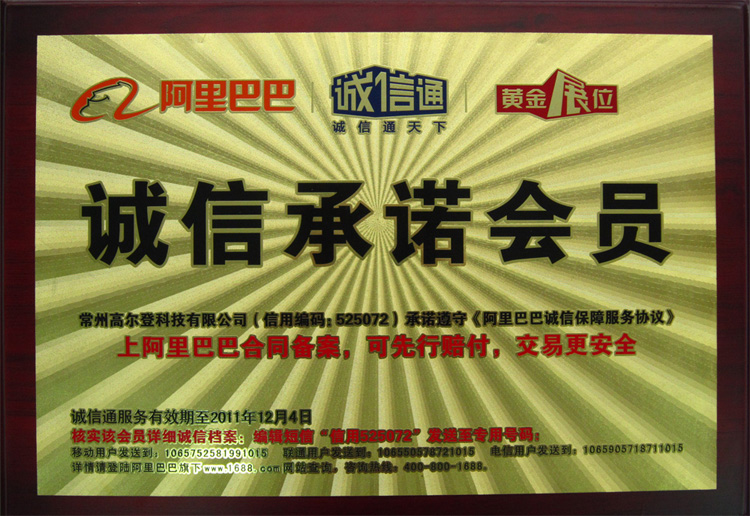 阿里巴巴 诚信通 黄金展位
诚信通天下
诚信承诺会员
常州高尔登科技有限公司（信用编码：525072）承诺遵守《阿里巴巴诚信保障服务协议》
上阿里巴巴合同备案，可先行赔付，交易更安全
诚信通服务有效期至2011年12月4日
核实该会员详细诚信档案：编辑短信“信用525072”发送至专用号码：
移动用户发送到：1065752581991015 联通用户发送到：1065505787210​15 电信用户发送到：1065905718711015
详情请登陆阿里巴巴旗下www.1688.com网站查询。咨询热线：400-800-1688。